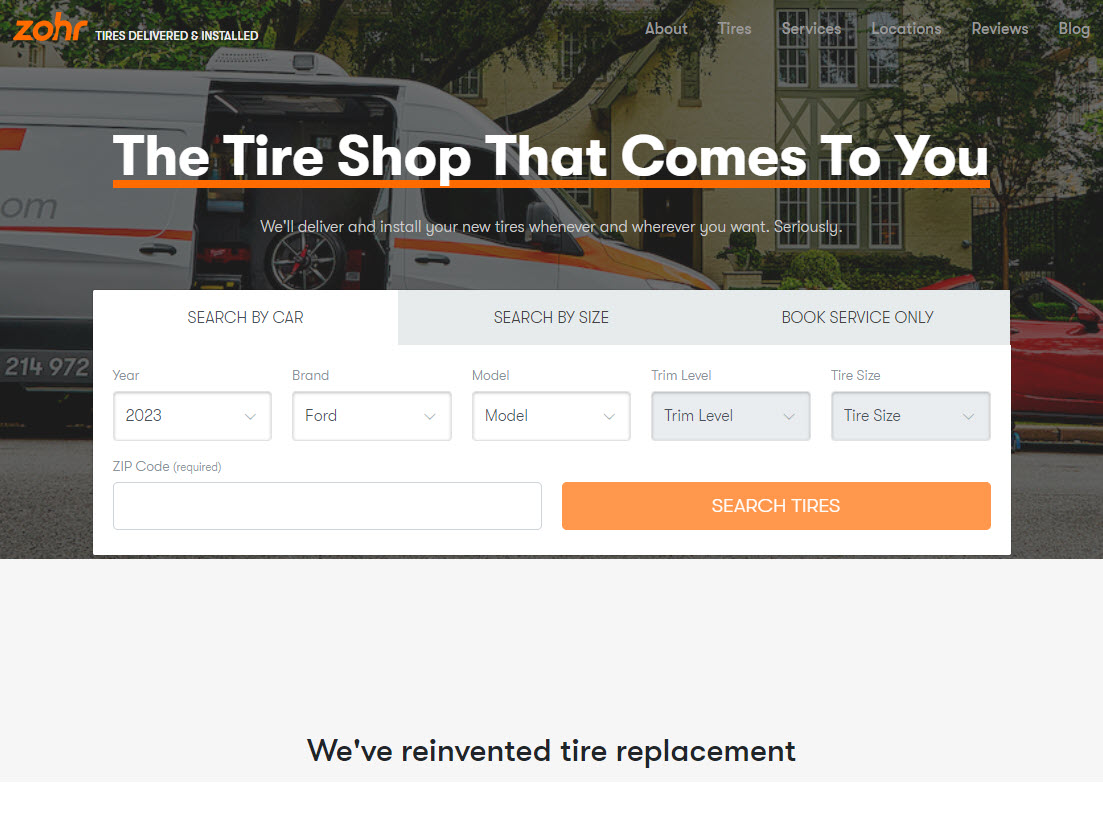 zohr TIRES DELIVERED & INSTALLED
About Tires Services Locations Reviews Blog
The Tire Shop That Comes To You
We'll deliver and install your new tires whenever and wherever you want. Seriously.
om
SEARCH BY CAR SEARCH BY SIZE BOOK SERVICE ONLY
214 972
Year Brand Model Trim Level Tire Size
2023 Ford Model Trim Level Tire Size
ZIP Code (required)
SEARCH TIRES
We've reinvented tire replacement